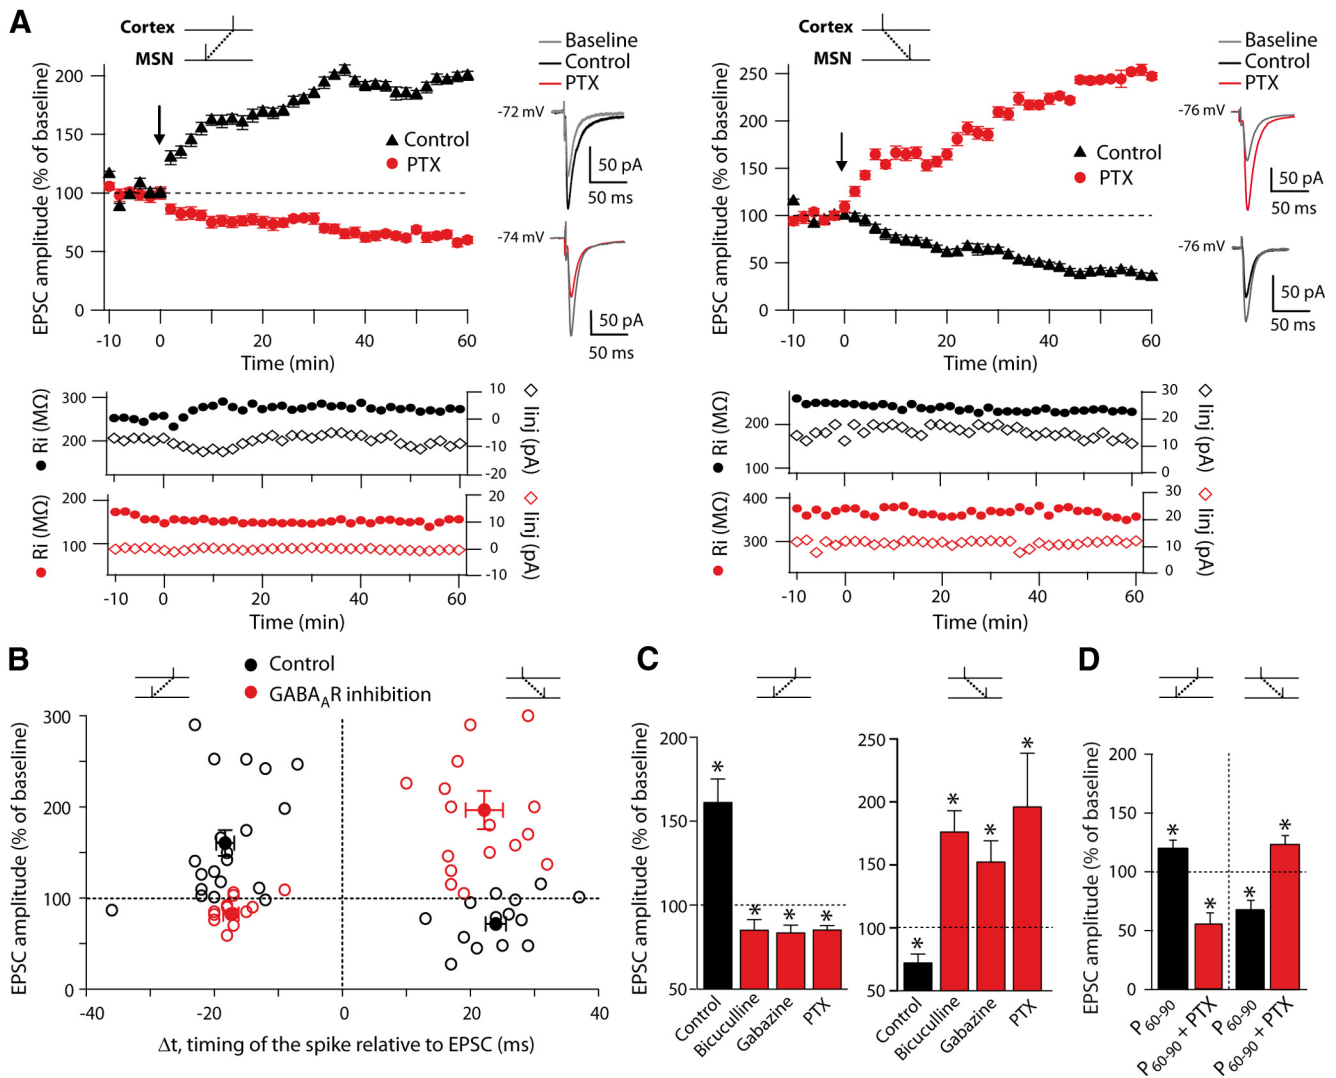 A
Cortex
MSN
Baseline
Control
PTX
EPSC amplitude (% of baseline)
200
150
100
50
0
Control
PTX
-72 mV
50 pA
50 ms
-74 mV
50 pA
50 ms
-10 0 20 40 60
Time (min)
Cortex
MSN
Baseline
Control
PTX
EPSC amplitude (% of baseline)
250
200
150
100
50
0
Control
PTX
-76 mV
50 pA
50 ms
-76 mV
50 pA
50 ms
-10 0 20 40 60
Time (min)
Ri (MΩ)
300
200
10
0
-10
-20
Iinj (pA)
Ri (MΩ)
200
100
20
10
0
-10
Iinj (pA)
-10 0 20 40 60
Time (min)
Ri (MΩ)
200
100
30
20
10
0
Iinj (pA)
Ri (MΩ)
400
300
30
20
10
0
Iinj (pA)
-10 0 20 40 60
Time (min)
B
Control
GABAAR inhibition
EPSC amplitude (% of baseline)
300
200
100
0
-40 -20 0 20 40
Δt, timing of the spike relative to EPSC (ms)
C
EPSC amplitude (% of baseline)
200
150
100
50
* * * *
Control Bicuculline Gabazine PTX
250
200
150
100
50
* * * *
Control Bicuculline Gabazine PTX
D
EPSC amplitude (% of baseline)
200
150
100
50
0
* * * *
P60-90 P60-90 + PTX P60-90 P60-90 + PTX